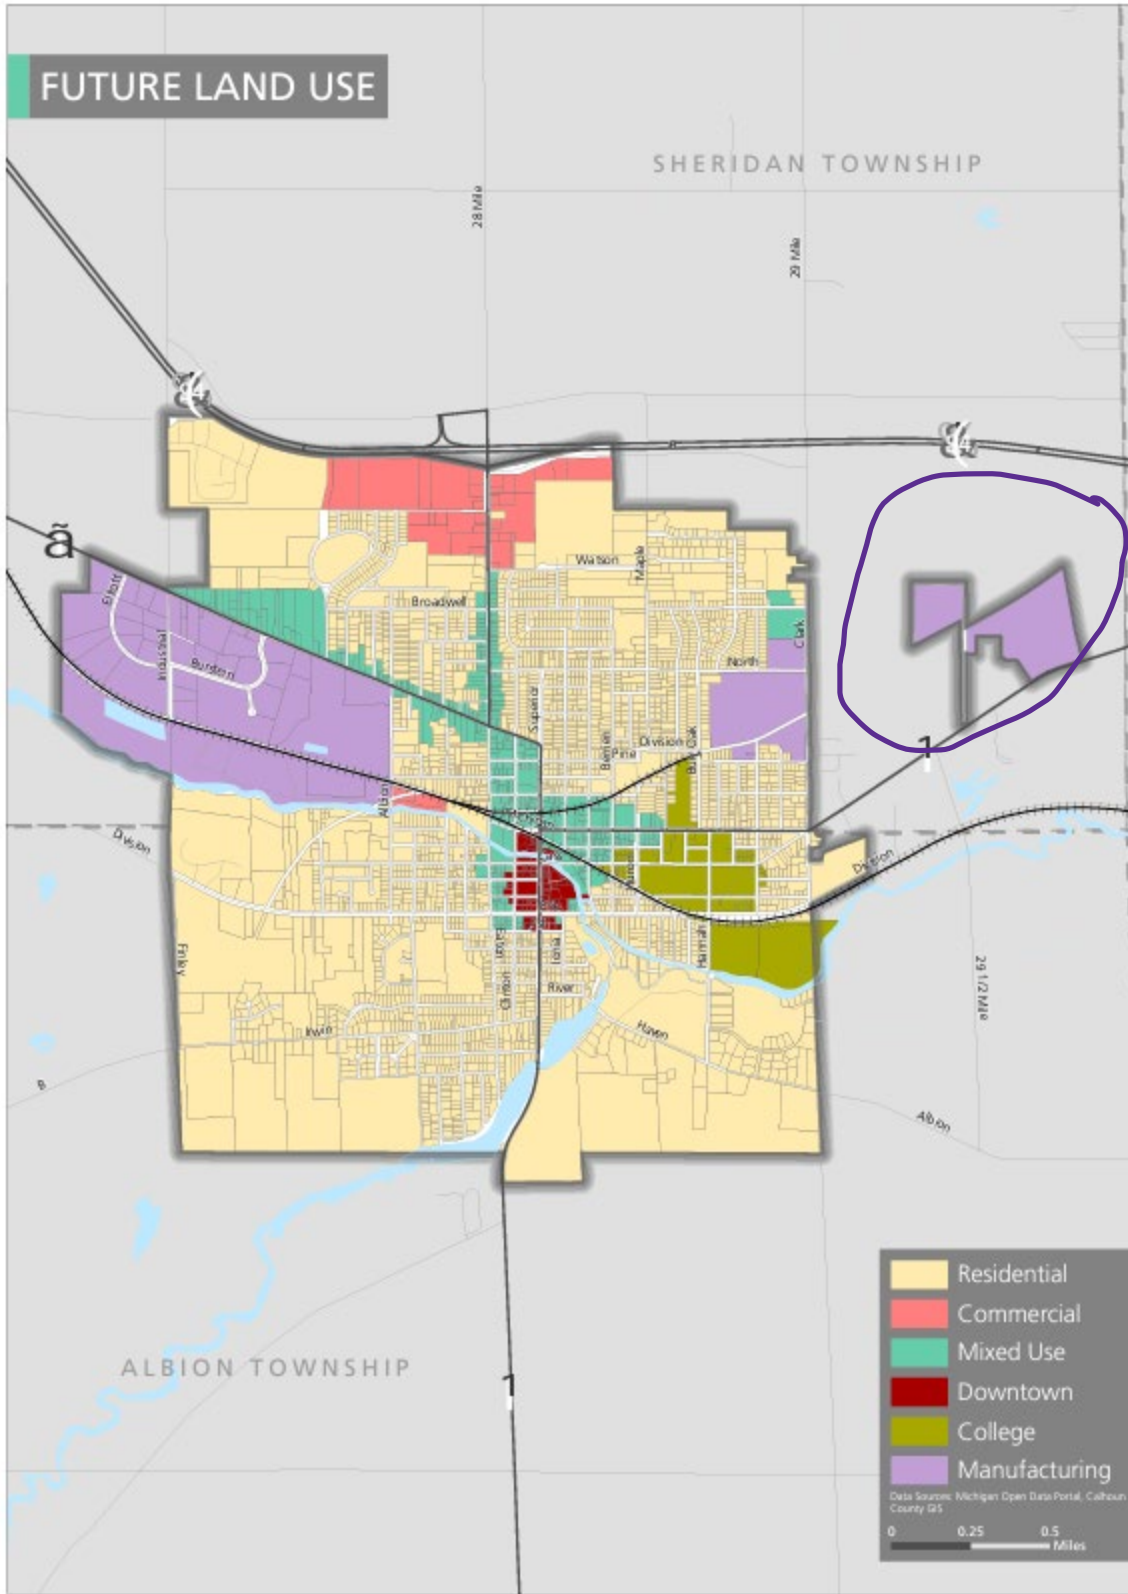 FUTURE LAND USE
SHERIDAN TOWNSHIP
28 Mile
29 Mile
ã
Watson
Maple
Elliott
Broadwell
Clark
Burstein
North
Superior
Division
Pine
Berrien
1
Albion
Division
Division
Finley
Eaton
Ionia
Hannah
Clinton
River
29 1/2 Mile
Irwin
Haven
B
Albion
Residential
Commercial
ALBION TOWNSHIP
Mixed Use
1
Downtown
College
Manufacturing
Data Sources: Michigan Open Data Portal, Calhoun
County GIS
0 0.25 0.5
Miles